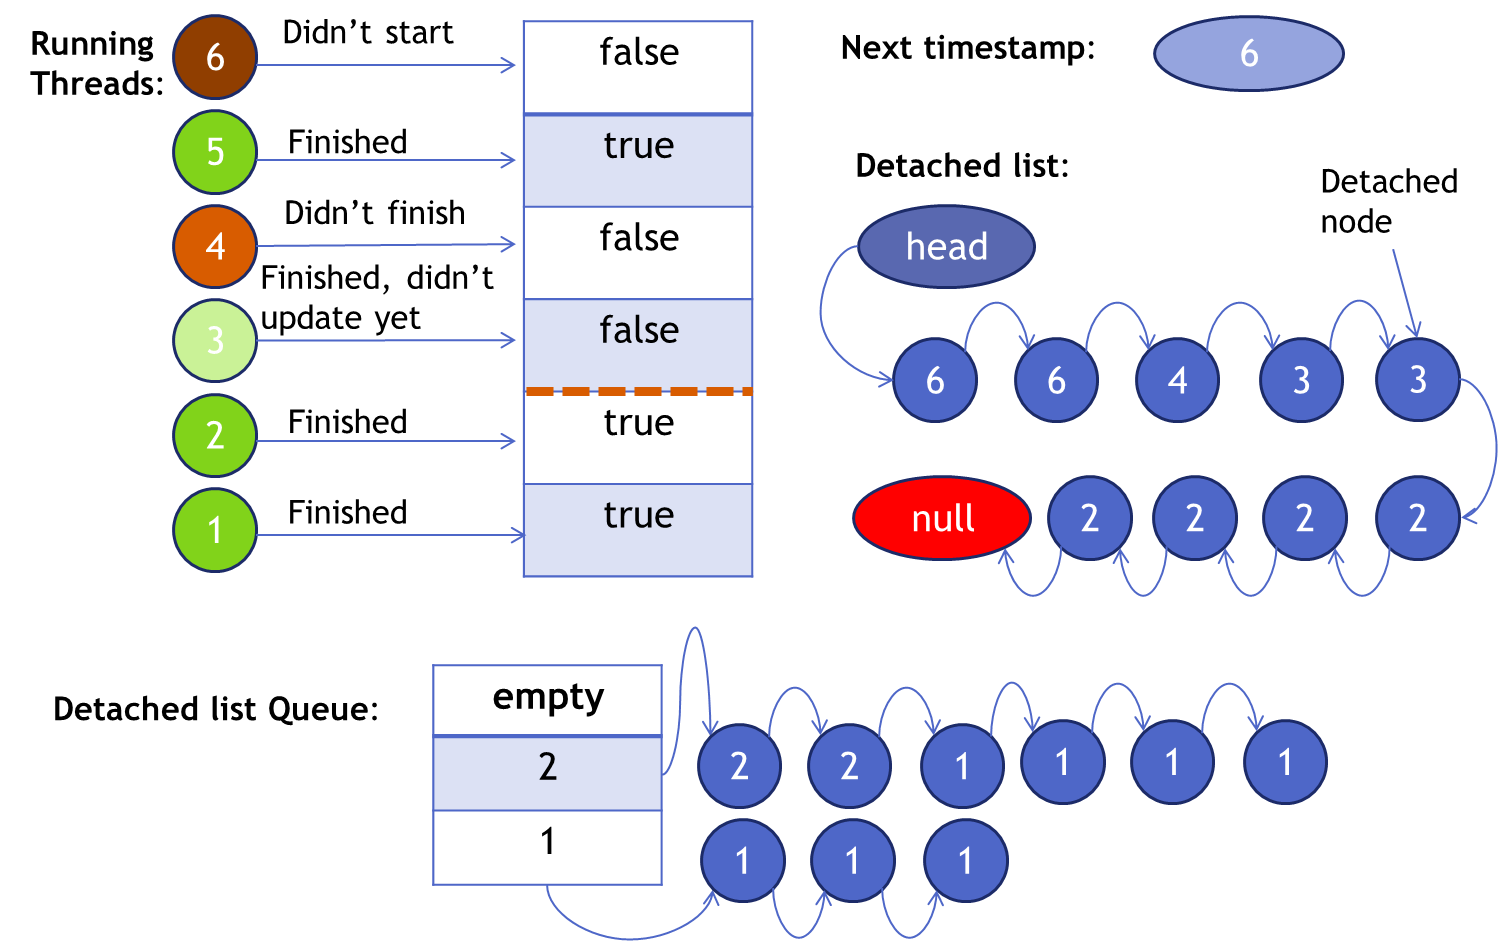 Running
Threads:
6
Didn't start
false
5
Finished
true
4
Didn't finish
false
3
Finished, didn't
update yet
false
2
Finished
true
1
Finished
true
Next timestamp:
6
Detached list:
Detached
node
head
6
6
4
3
3
null
2
2
2
2
Detached list Queue:
empty
2
2
2
1
1
1
1
1
1
1
1